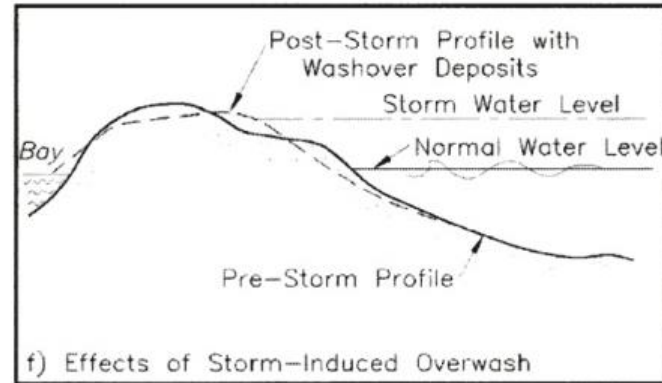 Post-Storm Profile with
Washover Deposits
Storm Water Level
Bay
Normal Water Level
Pre-Storm Profile
f) Effects of Storm-Induced Overwash